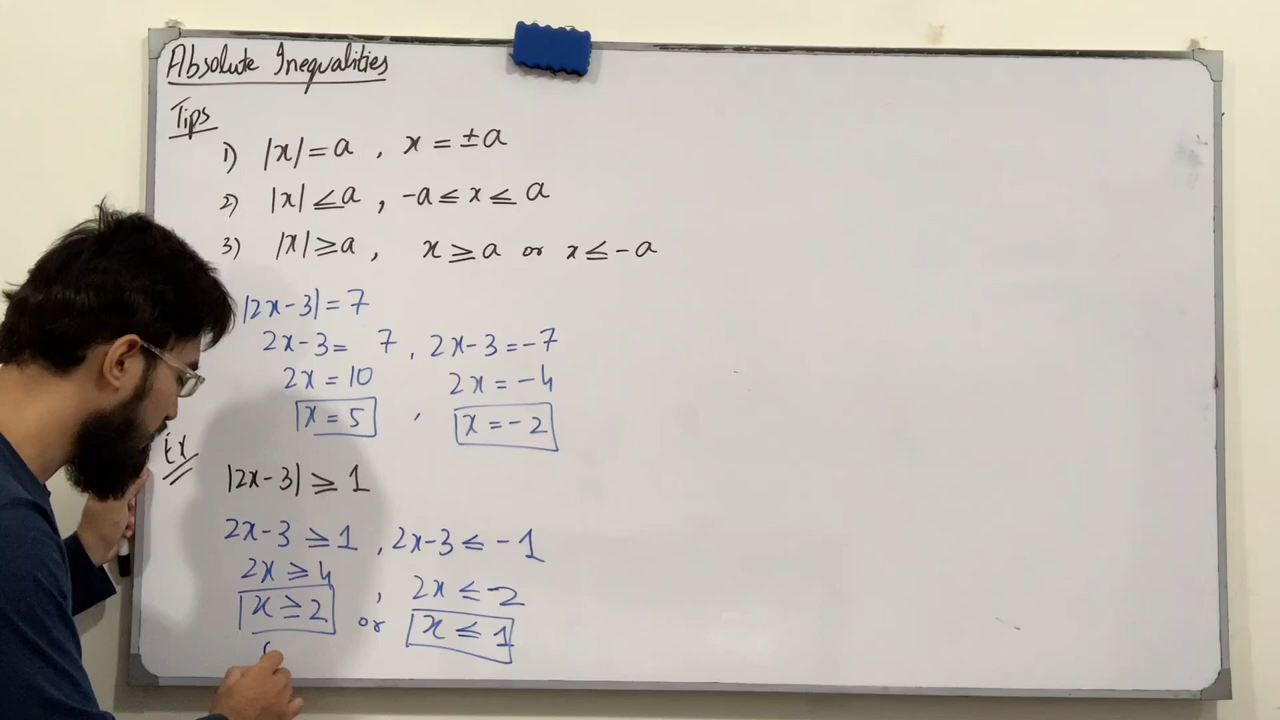 Absolute Inequalities
Tips
1) |x| = a , x = ±a
2) |x| ≤ a , -a ≤ x ≤ a
3) |x| ≥ a , x ≥ a or x ≤ -a
|2x-3| = 7
2x-3 = 7 , 2x-3 = -7
2x = 10 2x = -4
x = 5 , x = -2
Ex
|2x-3| ≥ 1
2x-3 ≥ 1 , 2x-3 ≤ -1
2x ≥ 4 , 2x ≤ -2
x ≥ 2 or x ≤ 1